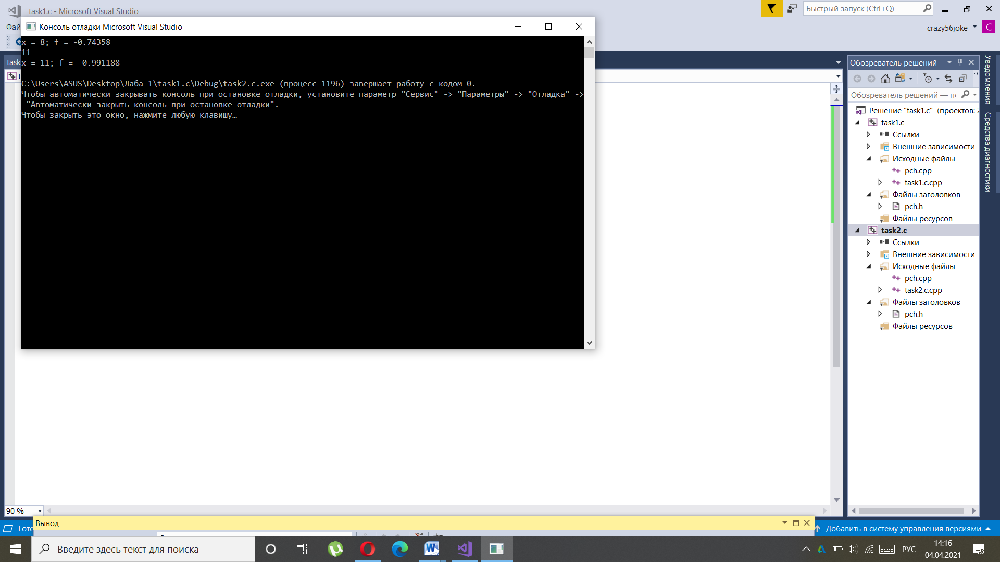 task1.c - Microsoft Visual Studio
Быстрый запуск (Ctrl+Q)
Фай
crazy56joke
C
Консоль отладки Microsoft Visual Studio
x = 8; f = -0.74358
11
x = 11; f = -0.991188
C:\Users\ASUS\Desktop\Лаба 1\task1.c\Debug\task2.c.exe (процесс 1196) завершает работу с кодом 0.
Чтобы автоматически закрывать консоль при остановке отладки, установите параметр "Сервис" -> "Параметры" -> "Отладка" ->
"Автоматически закрыть консоль при остановке отладки".
Чтобы закрыть это окно, нажмите любую клавишу…
task
t
Обозреватель решений
Обозреватель решений — по
Решение "task1.c" (проектов: 2
task1.c
Ссылки
Внешние зависимости
Исходные файлы
pch.cpp
task1.c.cpp
Файлы заголовков
pch.h
Файлы ресурсов
task2.c
Ссылки
Внешние зависимости
Исходные файлы
pch.cpp
task2.c.cpp
Файлы заголовков
pch.h
Файлы ресурсов
Уведомления
Средства диагностики
90 %
Вывод
Гото
Добавить в систему управления версиями
Введите здесь текст для поиска
РУС
14:16
04.04.2021